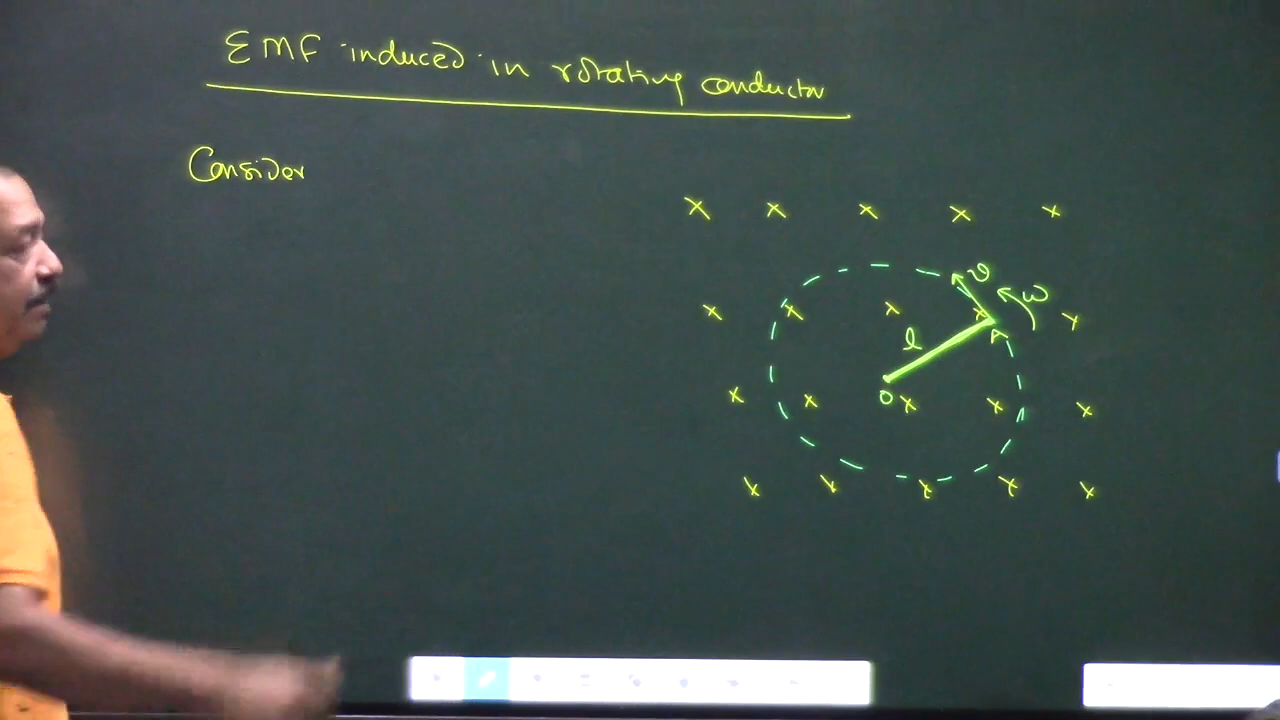 EMF induced in rotating conductor
Consider
x x x x x
v
ω
x x x x x
l
A
x x O x x x
x x x x x